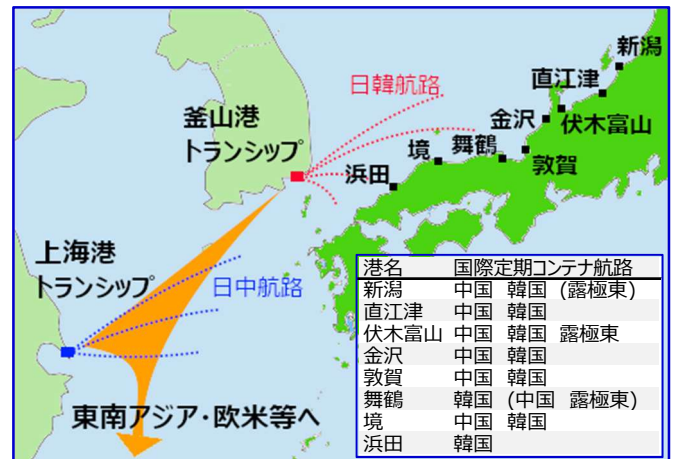 新潟
直江津
日韓航路
金沢
伏木富山
釜山港
トランシップ
境
舞鶴
敦賀
浜田
上海港
トランシップ
日中航路
東南アジア・欧米等へ
港名 国際定期コンテナ航路
新潟 中国 韓国 (露極東)
直江津 中国 韓国
伏木富山 中国 韓国 露極東
金沢 中国 韓国
敦賀 中国 韓国
舞鶴 韓国 (中国 露極東)
境 中国 韓国
浜田 韓国